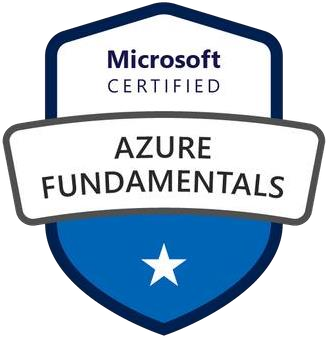 Microsoft
CERTIFIED
AZURE
FUNDAMENTALS